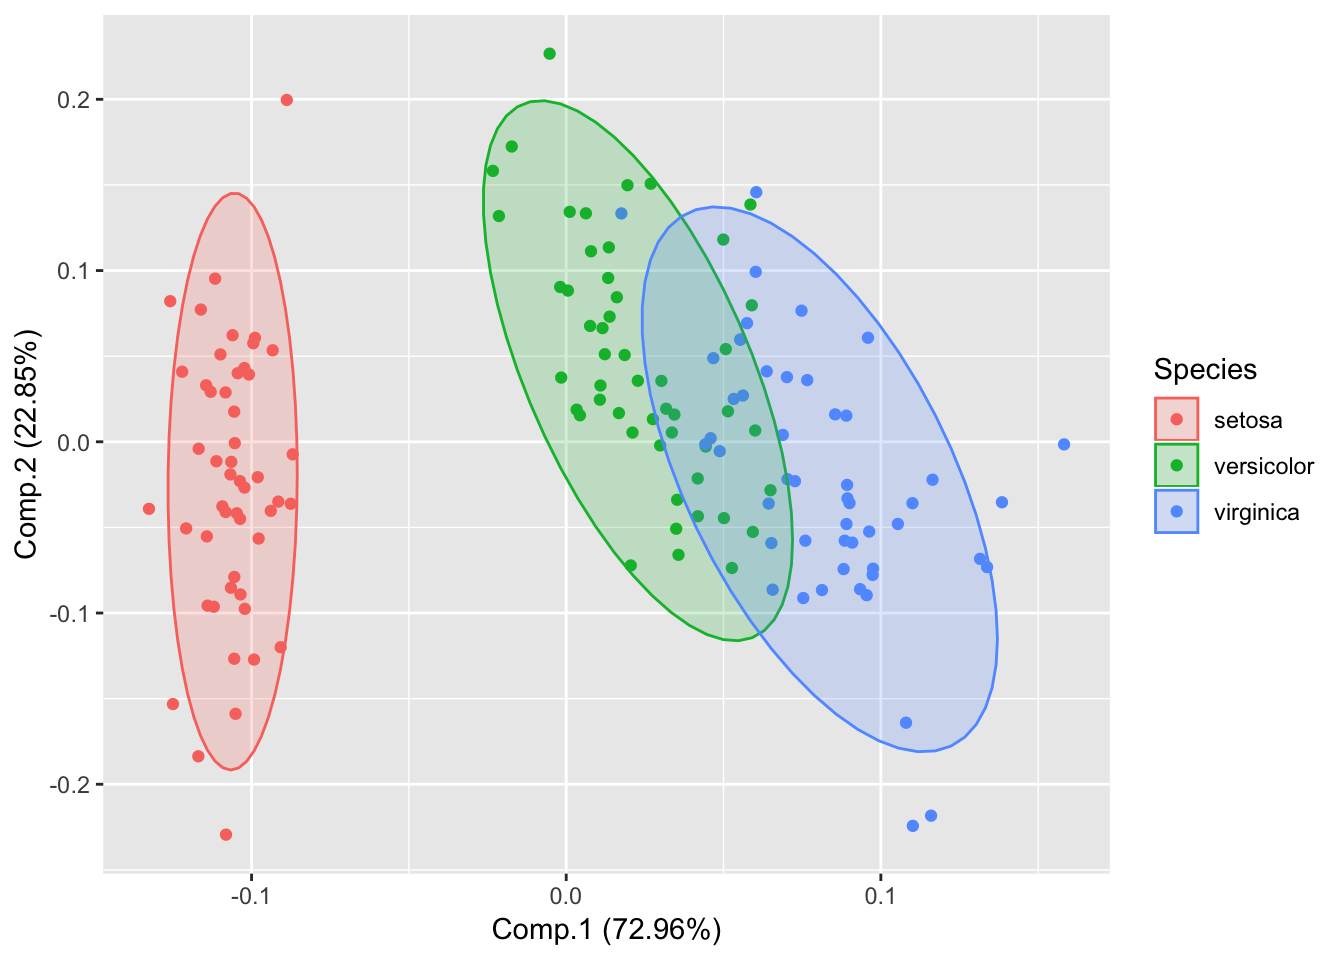 0.2
0.1
0.0
-0.1
-0.2
Comp.2 (22.85%)
-0.1
0.0
0.1
Comp.1 (72.96%)
Species
setosa
versicolor
virginica